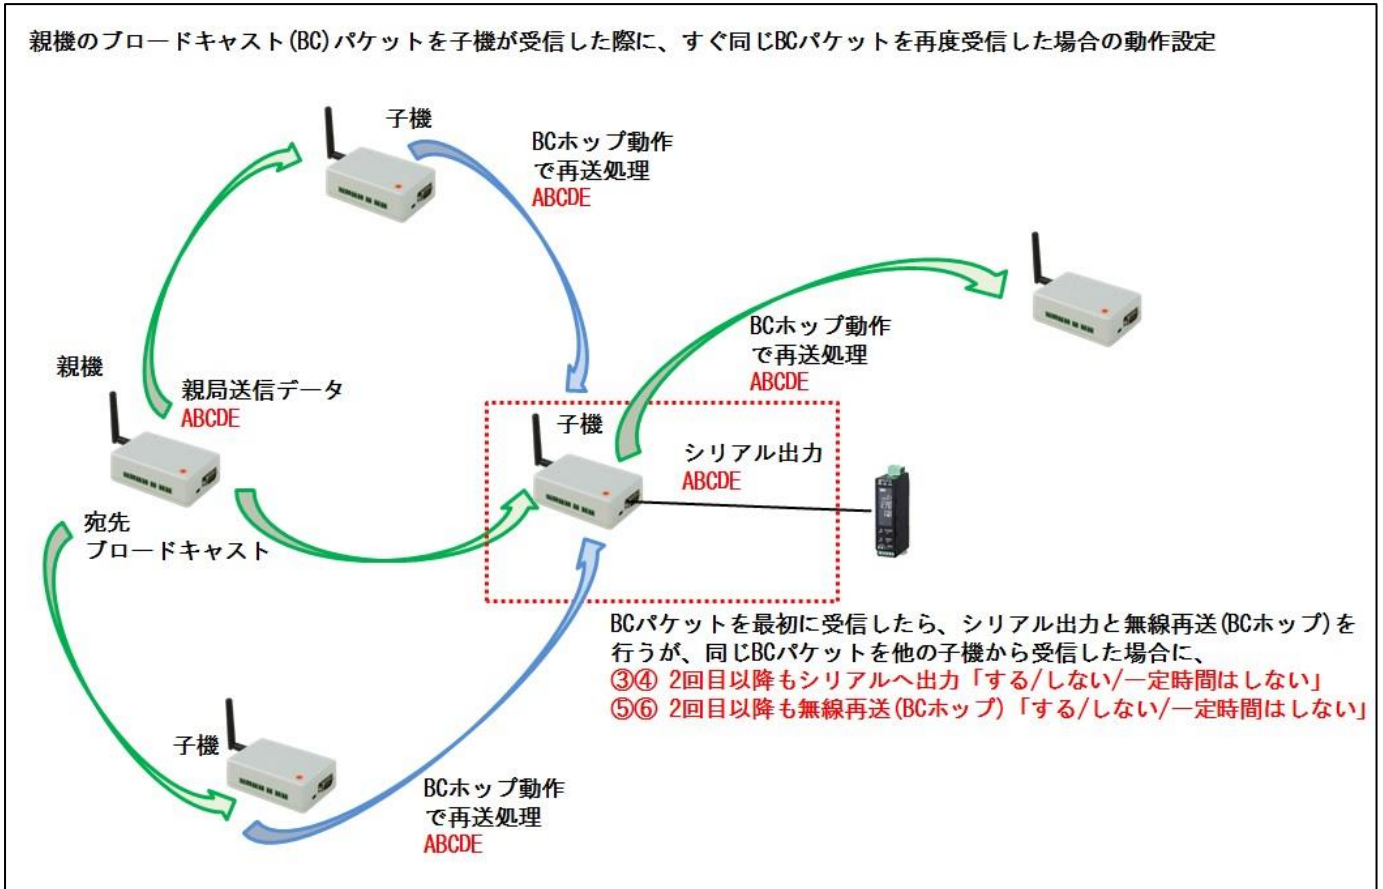 親機のブロードキャスト(BC)パケットを子機が受信した際に、すぐ同じBCパケットを再度受信した場合の動作設定
子機
BCホップ動作
で再送処理
ABCDE
BCホップ動作
で再送処理
ABCDE
親機
親局送信データ
ABCDE
子機
シリアル出力
ABCDE
宛先
ブロードキャスト
BCパケットを最初に受信したら、シリアル出力と無線再送(BCホップ)を
行うが、同じBCパケットを他の子機から受信した場合に、
③④ 2回目以降もシリアルへ出力「する/しない/一定時間はしない」
⑤⑥ 2回目以降も無線再送(BCホップ)「する/しない/一定時間はしない」
子機
BCホップ動作
で再送処理
ABCDE